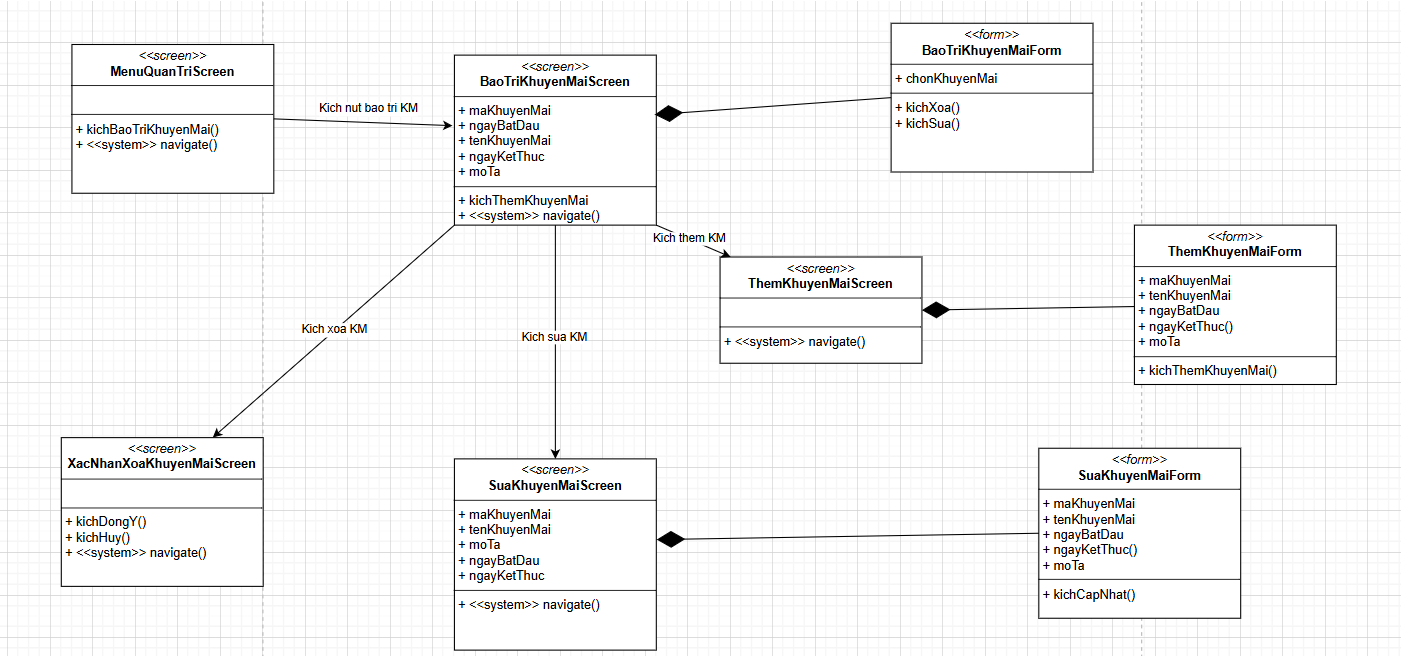 <<screen>>
MenuQuanTriScreen
+ kichBaoTriKhuyenMai()
+ <<system>> navigate()
Kich nut bao tri KM
<<screen>>
BaoTriKhuyenMaiScreen
+ maKhuyenMai
+ ngayBatDau
+ tenKhuyenMai
+ ngayKetThuc
+ moTa
+ kichThemKhuyenMai
+ <<system>> navigate()
<<form>>
BaoTriKhuyenMaiForm
+ chonKhuyenMai
+ kichXoa()
+ kichSua()
Kich them KM
<<screen>>
ThemKhuyenMaiScreen
+ <<system>> navigate()
<<form>>
ThemKhuyenMaiForm
+ maKhuyenMai
+ tenKhuyenMai
+ ngayBatDau
+ ngayKetThuc()
+ moTa
+ kichThemKhuyenMai()
Kich xoa KM
Kich sua KM
<<screen>>
XacNhanXoaKhuyenMaiScreen
+ kichDongY()
+ kichHuy()
+ <<system>> navigate()
<<screen>>
SuaKhuyenMaiScreen
+ maKhuyenMai
+ tenKhuyenMai
+ moTa
+ ngayBatDau
+ ngayKetThuc
+ <<system>> navigate()
<<form>>
SuaKhuyenMaiForm
+ maKhuyenMai
+ tenKhuyenMai
+ ngayBatDau
+ ngayKetThuc()
+ moTa
+ kichCapNhat()